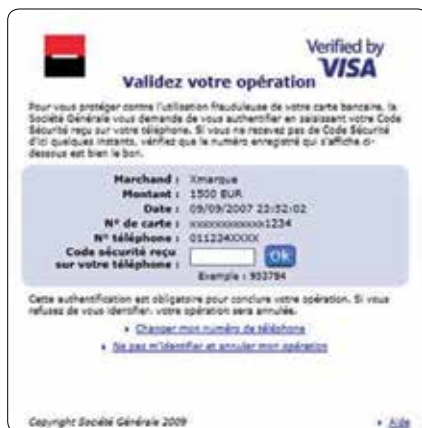 Verified by
VISA
Validez votre opération
Pour vous protéger contre l'utilisation frauduleuse de votre carte bancaire, la
Société Générale vous demande de vous authentifier en saisissant votre Code
Sécurité reçu sur votre téléphone. Si vous ne recevez pas de Code Sécurité
d'ici quelques instants, vérifiez que le numéro enregistré qui s'affiche ci-
dessous est bien le bon.
Marchand : Xmarque
Montant : 1500 EUR
Date : 09/09/2007 23:52:02
N° de carte : xxxxxxxxxxxx1234
N° téléphone : 011234XXXX
Code sécurité reçu
sur votre téléphone : Ok
Example : 953794
Cette authentification est obligatoire pour conclure votre opération. Si vous
refusez de vous identifier, votre opération sera annulée.
Changer mon numéro de téléphone
Ne pas m'identifier et annuler mon opération
Copyright Société Générale 2009 Aide